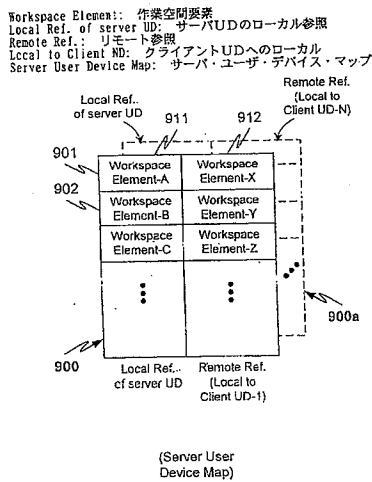 Workspace Element: 作業空間要素
Local Ref. of server UD: サーバUDのローカル参照
Remote Ref.: リモート参照
Lccal to Client ND: クライアントUDへのローカル
Server User Device Map: サーバ・ユーザ・デバイス・マップ
Remote Ref.
(Local to
Client UD-N)
Local Ref..
of server UD
911
912
901
Workspace
Element-A
Workspace
Element-X
902
Workspace
Element-B
Workspace
Element-Y
Workspace
Element-C
Workspace
Element-Z
900a
900
Local Ref...
of server UD
Remote Ref.
(Local to
Client UD-1)
(Server User
Device Map)